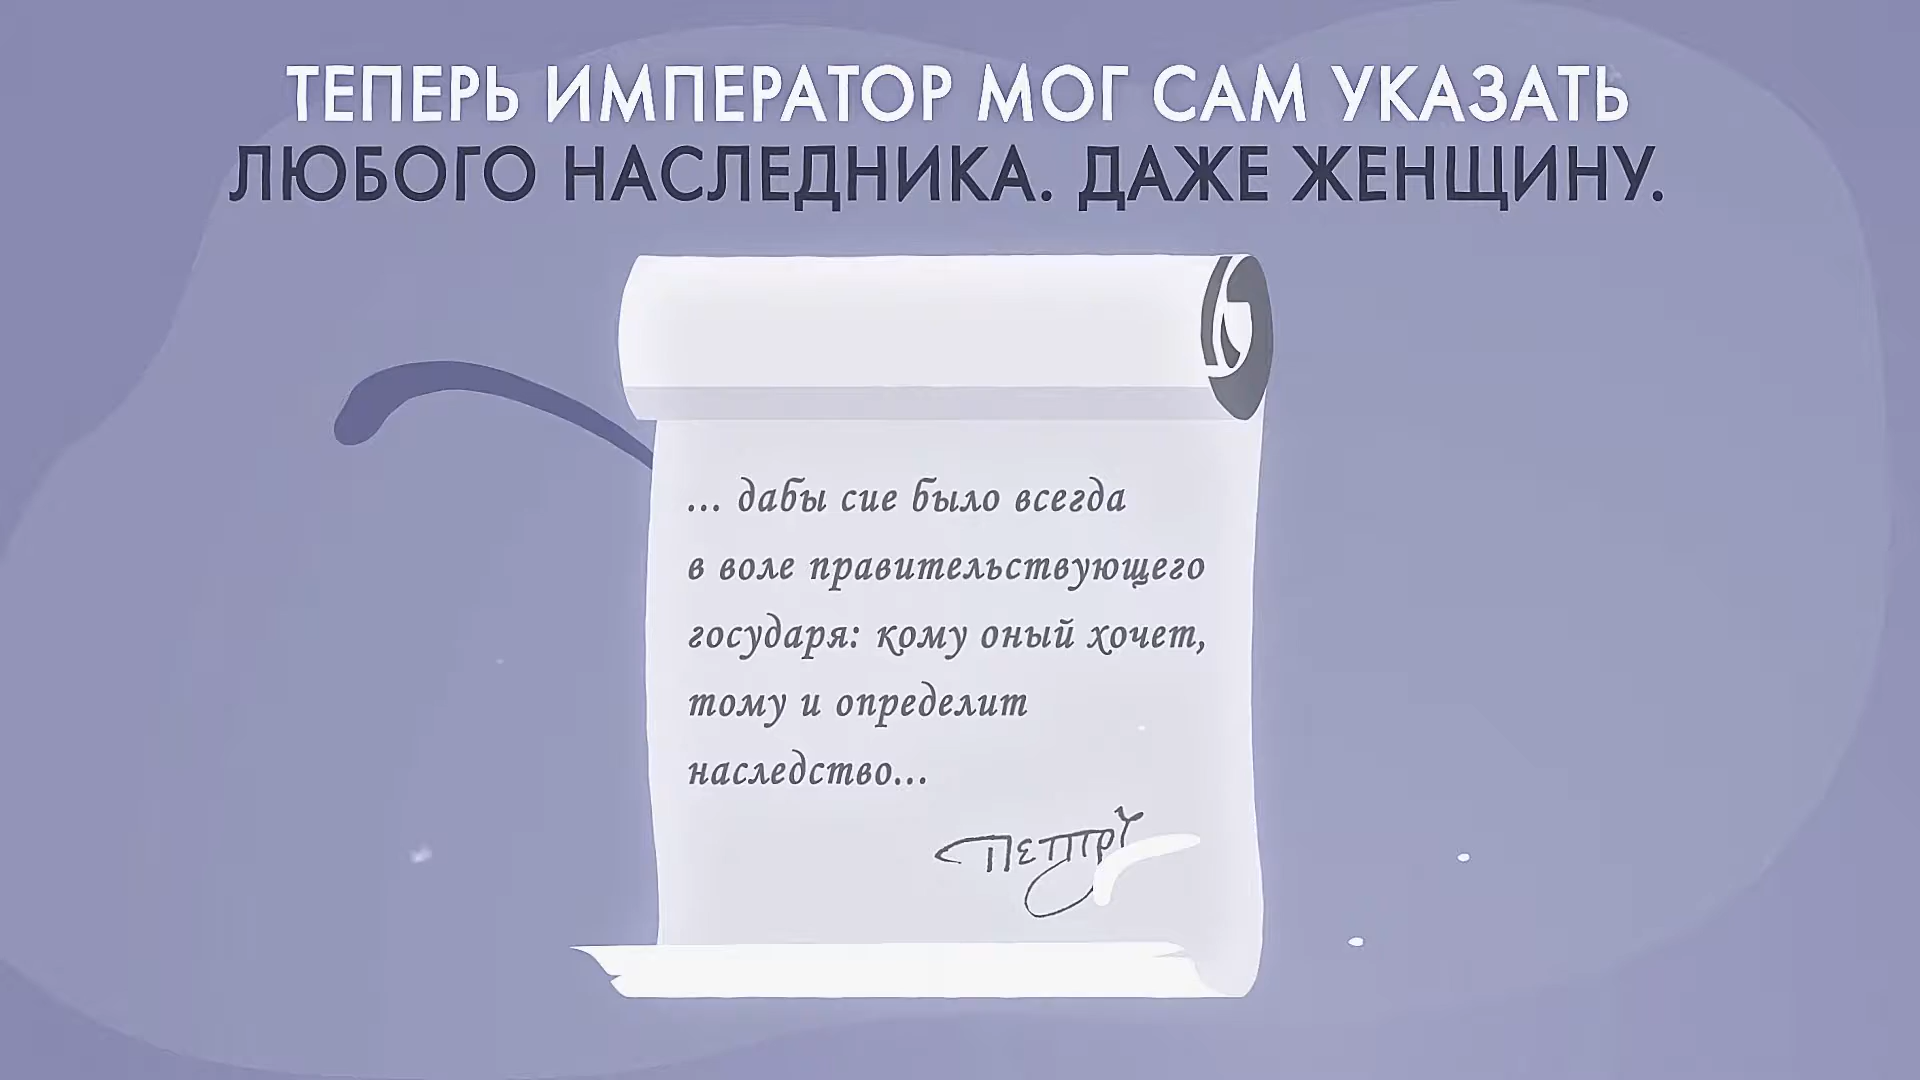 ТЕПЕРЬ ИМПЕРАТОР МОГ САМ УКАЗАТЬ
ЛЮБОГО НАСЛЕДНИКА. ДАЖЕ ЖЕНЩИНУ.
... дабы сие было всегда
в воле правительствующего
государя: кому оный хочет,
тому и определит
наследство...
Петръ